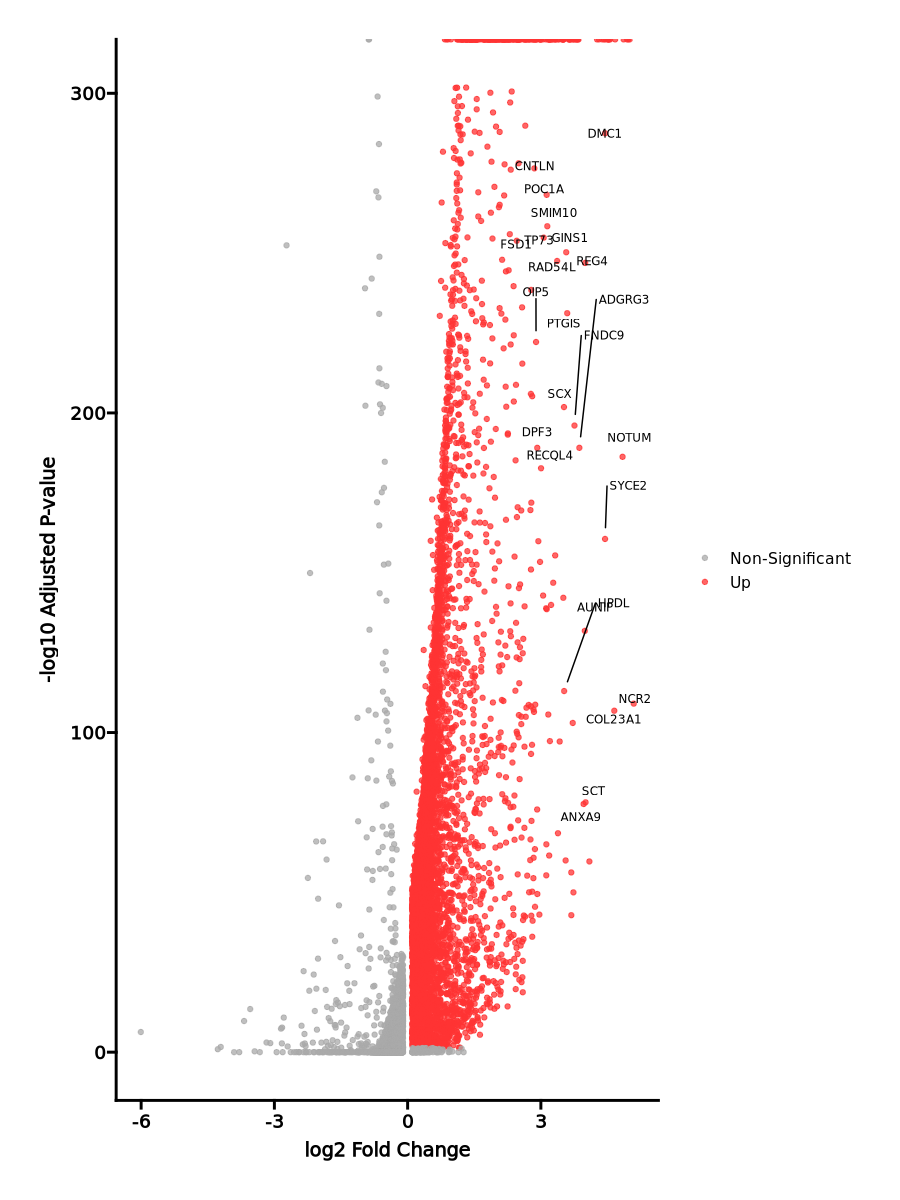 300
DMC1
CNTLN
POC1A
SMIM10
FSD1
TP73
GINS1
RAD54L
REG4
OIP5
ADGRG3
PTGIS
FNDC9
SCX
200
DPF3
NOTUM
RECQL4
SYCE2
-log10 Adjusted P-value
Non-Significant
Up
AUNIP
HPDL
NCR2
COL23A1
100
SCT
ANXA9
0
-6
-3
0
3
log2 Fold Change